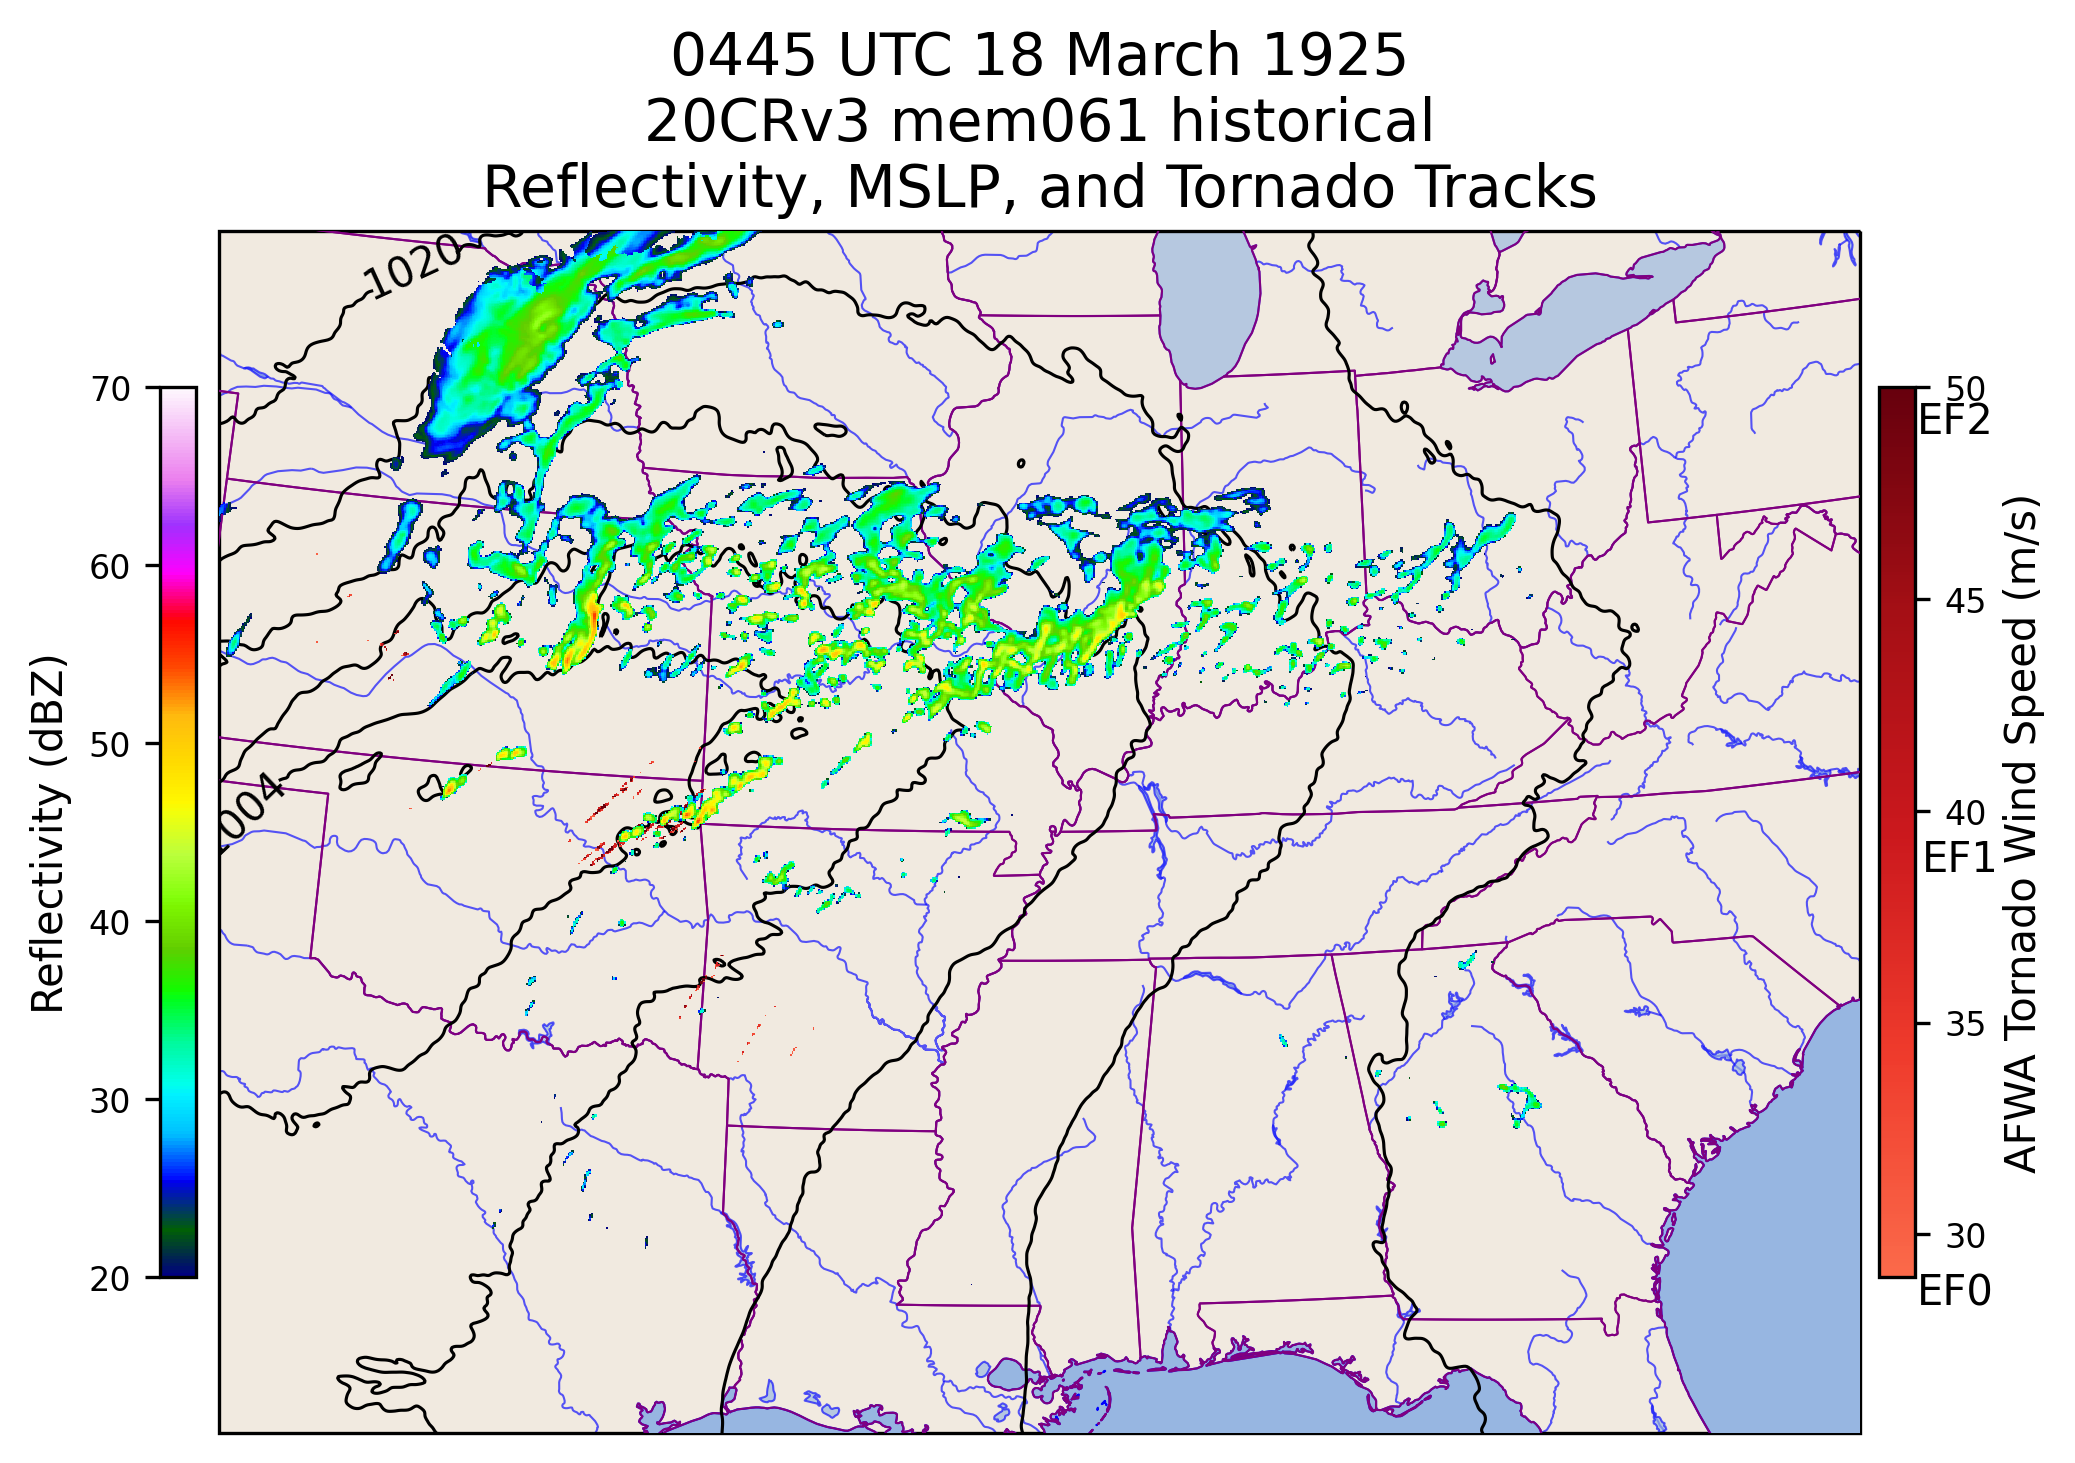 0445 UTC 18 March 1925
20CRv3 mem061 historical
Reflectivity, MSLP, and Tornado Tracks
1020
004
70
60
50
40
30
20
Reflectivity (dBZ)
50
EF2
45
40
EF1
35
30
EF0
AFWA Tornado Wind Speed (m/s)